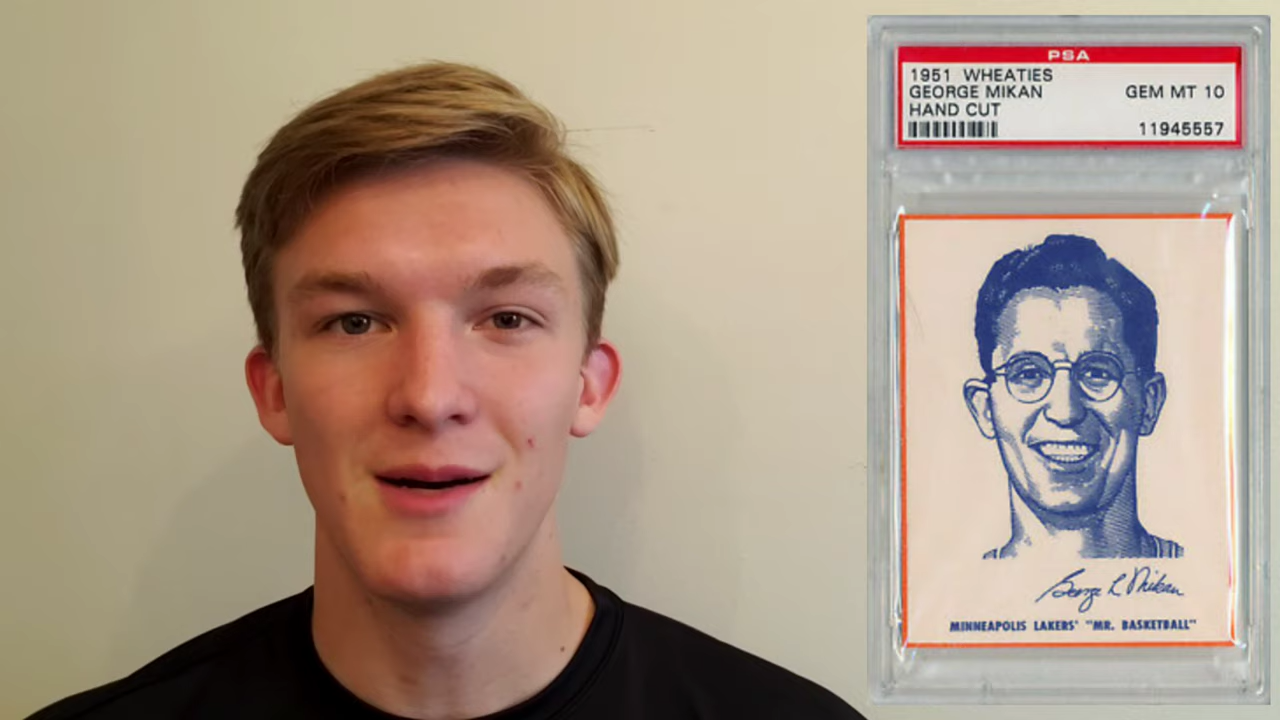 PSA
1951 WHEATIES
GEORGE MIKAN GEM MT 10
HAND CUT
11945557
George L Mikan
MINNEAPOLIS LAKERS' "MR. BASKETBALL"